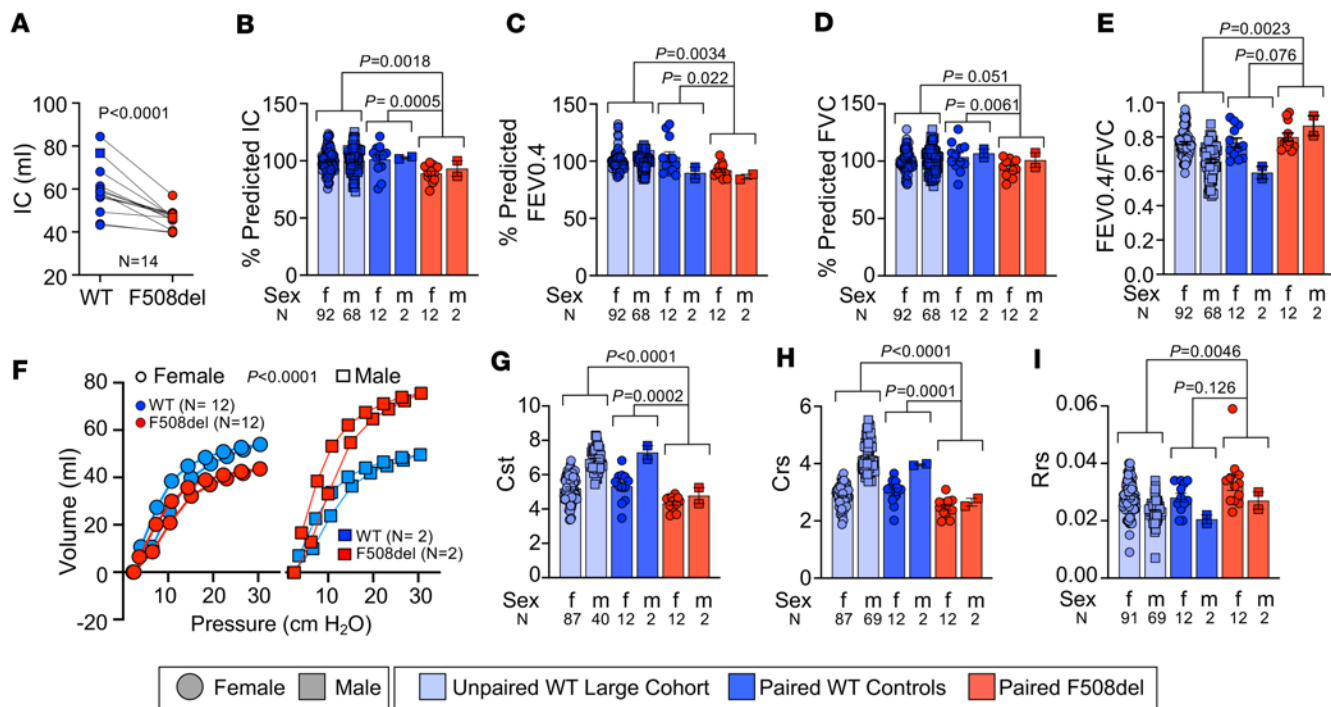 A
IC (ml)
100
80
60
40
20
P<0.0001
N=14
WT
F508del
B
% Predicted IC
150
100
50
0
P=0.0018
P= 0.0005
Sex f m f m f m
N 92 68 12 2 12 2
C
% Predicted
FEV0.4
150
100
50
0
P=0.0034
P= 0.022
Sex f m f m f m
N 92 68 12 2 12 2
D
% Predicted FVC
150
100
50
0
P= 0.051
P= 0.0061
Sex f m f m f m
N 92 68 12 2 12 2
E
FEV0.4/FVC
1.0
0.8
0.6
0.4
0.2
0.0
P=0.0023
P=0.076
Sex f m f m f m
N 92 68 12 2 12 2
F
Volume (ml)
80
60
40
20
0
-20
Female P<0.0001 Male
WT (N= 12)
F508del (N=12)
WT (N= 2)
F508del (N=2)
10 20 30 10 20 30
Pressure (cm H₂O)
G
Cst
10
8
6
4
2
0
P<0.0001
P=0.0002
Sex f m f m f m
N 87 40 12 2 12 2
H
Crs
6
4
2
0
P<0.0001
P=0.0001
Sex f m f m f m
N 87 69 12 2 12 2
I
Rrs
0.06
0.04
0.02
0.00
P=0.0046
P=0.126
Sex f m f m f m
N 91 69 12 2 12 2
Female Male Unpaired WT Large Cohort Paired WT Controls Paired F508del